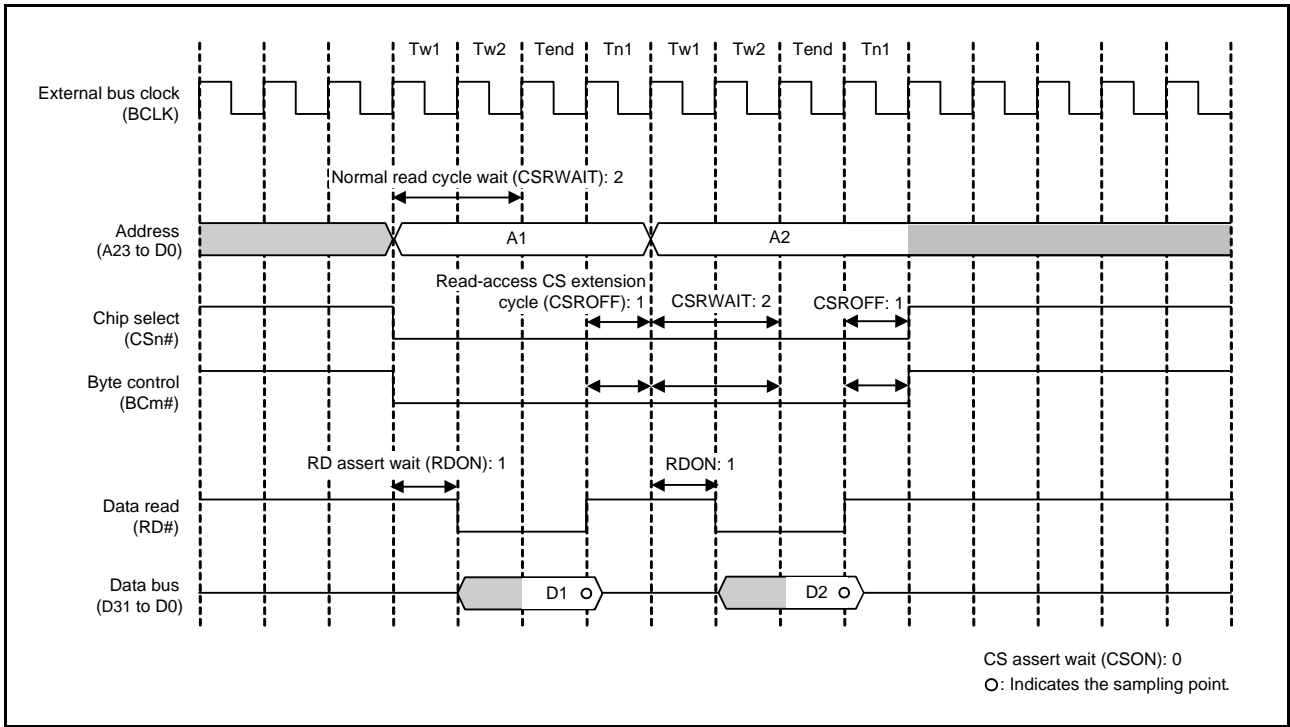 Tw1 Tw2 Tend Tn1 Tw1 Tw2 Tend Tn1
External bus clock
(BCLK)
Normal read cycle wait (CSRWAIT): 2
Address
(A23 to D0)
A1 A2
Read-access CS extension
cycle (CSROFF): 1 CSRWAIT: 2 CSROFF: 1
Chip select
(CSn#)
Byte control
(BCm#)
RD assert wait (RDON): 1 RDON: 1
Data read
(RD#)
Data bus
(D31 to D0)
D1 D2
CS assert wait (CSON): 0
O: Indicates the sampling point.